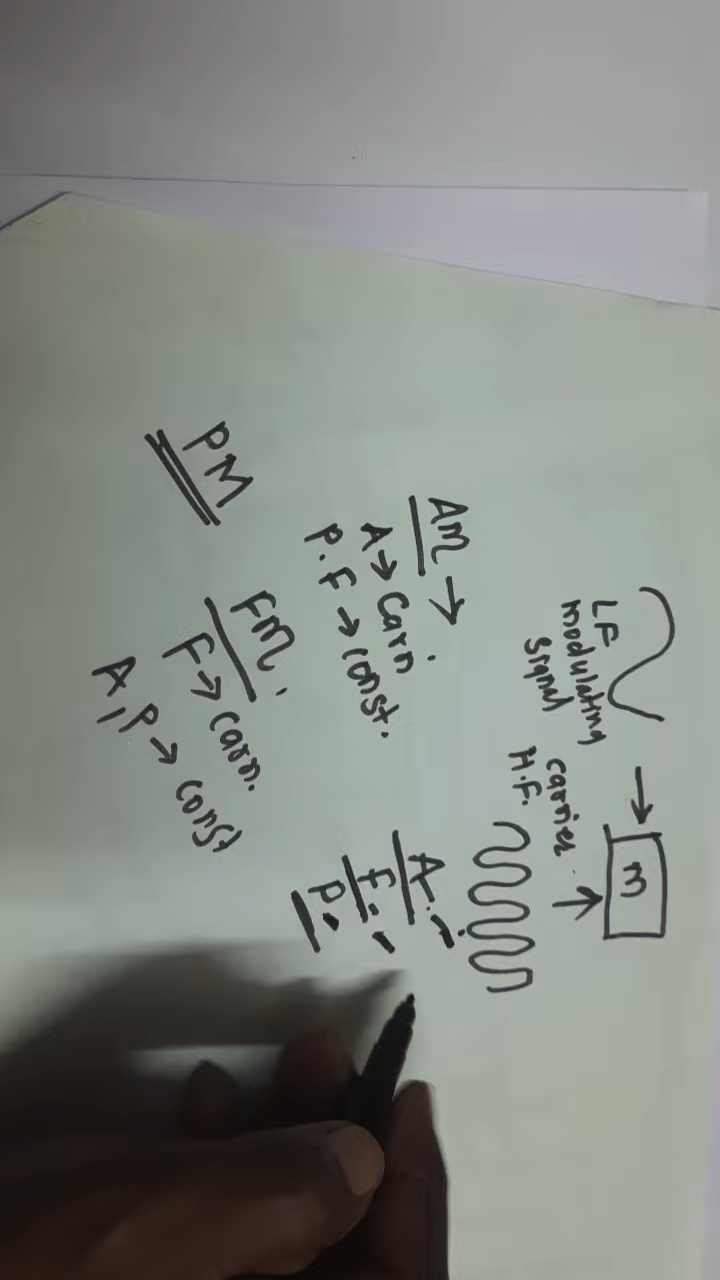 M
LF
modulating
signal
carrier.
H.F.
A.-
F.-
P.-
AM →
A → Carn.
P.F → const.
FM.
F → carn.
A, P → const
PM